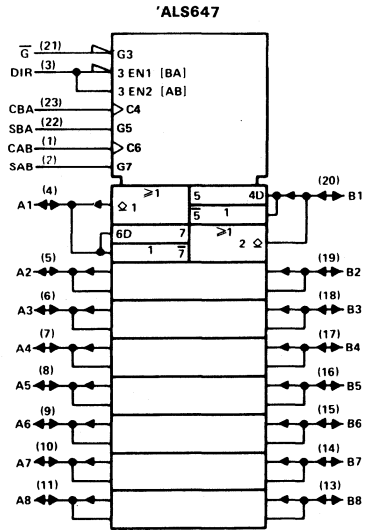 'ALS647
G̅ (21) G3
DIR (3) 3 EN1 [BA]
3 EN2 [AB]
CBA (23) C4
SBA (22) G5
CAB (1) C6
SAB (2) G7
A1 (4) ≥1 5 4D (20) B1
1 5̅ 1
6D 7 ≥1
1 7̅ 2
A2 (5) (19) B2
A3 (6) (18) B3
A4 (7) (17) B4
A5 (8) (16) B5
A6 (9) (15) B6
A7 (10) (14) B7
A8 (11) (13) B8